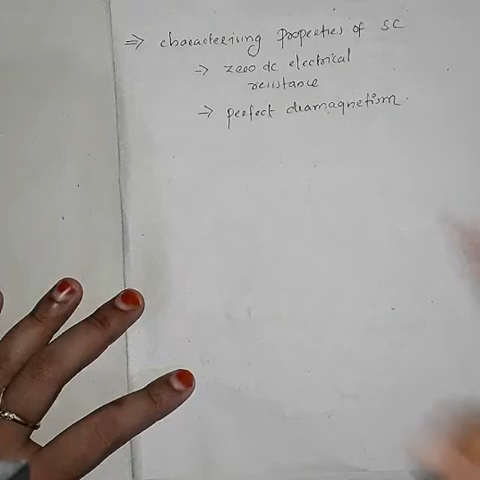 ⇒ characterising properties of SC
→ zero dc electrical
resistance
→ perfect diamagnetism.